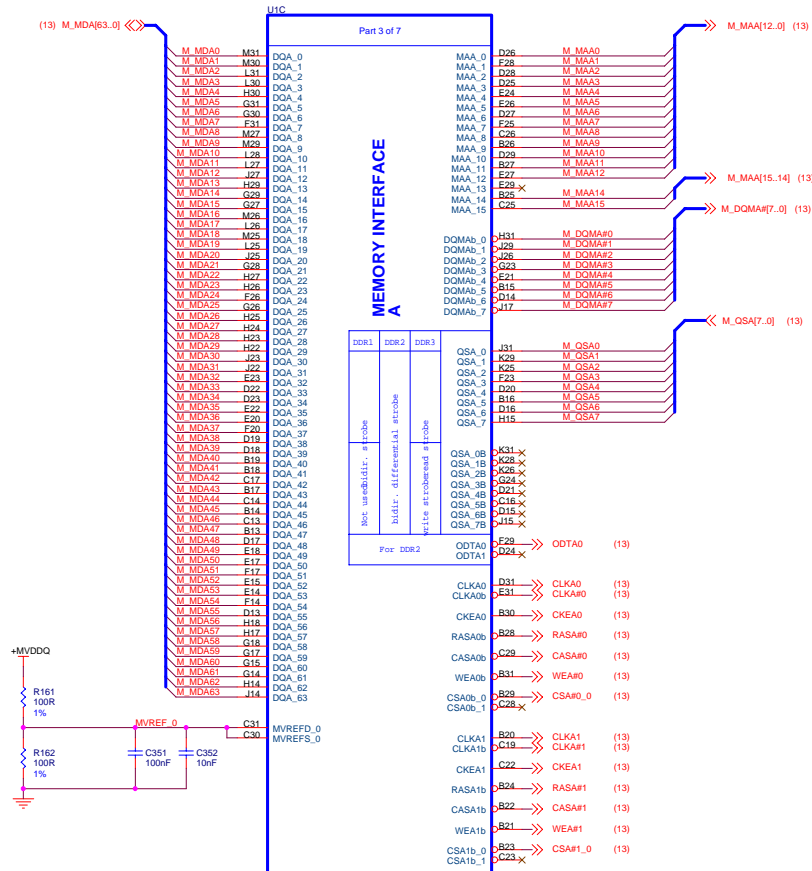 U1C
Part 3 of 7
(13) M_MDA[63..0]
M_MDA0 M31 DQA_0
M_MDA1 M30 DQA_1
M_MDA2 L31 DQA_2
M_MDA3 L30 DQA_3
M_MDA4 H30 DQA_4
M_MDA5 G31 DQA_5
M_MDA6 G30 DQA_6
M_MDA7 F31 DQA_7
M_MDA8 M27 DQA_8
M_MDA9 M29 DQA_9
M_MDA10 L28 DQA_10
M_MDA11 L27 DQA_11
M_MDA12 J27 DQA_12
M_MDA13 H29 DQA_13
M_MDA14 G29 DQA_14
M_MDA15 G27 DQA_15
M_MDA16 M26 DQA_16
M_MDA17 L26 DQA_17
M_MDA18 M25 DQA_18
M_MDA19 L25 DQA_19
M_MDA20 J25 DQA_20
M_MDA21 G28 DQA_21
M_MDA22 H27 DQA_22
M_MDA23 H26 DQA_23
M_MDA24 F26 DQA_24
M_MDA25 G26 DQA_25
M_MDA26 H25 DQA_26
M_MDA27 H24 DQA_27
M_MDA28 H23 DQA_28
M_MDA29 H22 DQA_29
M_MDA30 J23 DQA_30
M_MDA31 J22 DQA_31
M_MDA32 E23 DQA_32
M_MDA33 D22 DQA_33
M_MDA34 D23 DQA_34
M_MDA35 E22 DQA_35
M_MDA36 E20 DQA_36
M_MDA37 F20 DQA_37
M_MDA38 D19 DQA_38
M_MDA39 D18 DQA_39
M_MDA40 B19 DQA_40
M_MDA41 B18 DQA_41
M_MDA42 C17 DQA_42
M_MDA43 B17 DQA_43
M_MDA44 C14 DQA_44
M_MDA45 B14 DQA_45
M_MDA46 C13 DQA_46
M_MDA47 B13 DQA_47
M_MDA48 D17 DQA_48
M_MDA49 E18 DQA_49
M_MDA50 E17 DQA_50
M_MDA51 F17 DQA_51
M_MDA52 E15 DQA_52
M_MDA53 E14 DQA_53
M_MDA54 F14 DQA_54
M_MDA55 D13 DQA_55
M_MDA56 H18 DQA_56
M_MDA57 H17 DQA_57
M_MDA58 G18 DQA_58
M_MDA59 G17 DQA_59
M_MDA60 G15 DQA_60
M_MDA61 G14 DQA_61
M_MDA62 H14 DQA_62
M_MDA63 J14 DQA_63
+MVDDQ
R161
100R
1%
R162
100R
1%
MVREF_0
C351
100nF
C352
10nF
C31 MVREFD_0
C30 MVREFS_0
MEMORY INTERFACE
A
DDR1 DDR2 DDR3
Not used bidir. strobe
bidir. differential strobe
write strobe read strobe
For DDR2
M_MAA[12..0] (13)
MAA_0 D26 M_MAA0
MAA_1 F28 M_MAA1
MAA_2 D28 M_MAA2
MAA_3 D25 M_MAA3
MAA_4 E24 M_MAA4
MAA_5 E26 M_MAA5
MAA_6 D27 M_MAA6
MAA_7 F25 M_MAA7
MAA_8 C26 M_MAA8
MAA_9 B26 M_MAA9
MAA_10 D29 M_MAA10
MAA_11 B27 M_MAA11
MAA_12 E27 M_MAA12
MAA_13 E29
MAA_14 B25 M_MAA14
MAA_15 C25 M_MAA15
M_MAA[15..14] (13)
M_DQMA#[7..0] (13)
DQMAb_0 H31 M_DQMA#0
DQMAb_1 J29 M_DQMA#1
DQMAb_2 J26 M_DQMA#2
DQMAb_3 G23 M_DQMA#3
DQMAb_4 E21 M_DQMA#4
DQMAb_5 B15 M_DQMA#5
DQMAb_6 D14 M_DQMA#6
DQMAb_7 J17 M_DQMA#7
M_QSA[7..0] (13)
QSA_0 J31 M_QSA0
QSA_1 K29 M_QSA1
QSA_2 K25 M_QSA2
QSA_3 F23 M_QSA3
QSA_4 D20 M_QSA4
QSA_5 B16 M_QSA5
QSA_6 D16 M_QSA6
QSA_7 H15 M_QSA7
QSA_0B K31
QSA_1B K28
QSA_2B K26
QSA_3B G24
QSA_4B D21
QSA_5B C16
QSA_6B D15
QSA_7B J15
ODTA0 F29 ODTA0 (13)
ODTA1 D24
CLKA0 D31 CLKA0 (13)
CLKA0b E31 CLKA#0 (13)
CKEA0 B30 CKEA0 (13)
RASA0b B28 RASA#0 (13)
CASA0b C29 CASA#0 (13)
WEA0b B31 WEA#0 (13)
CSA0b_0 B29 CSA#0_0 (13)
CSA0b_1 C28
CLKA1 B20 CLKA1 (13)
CLKA1b C19 CLKA#1 (13)
CKEA1 C22 CKEA1 (13)
RASA1b B24 RASA#1 (13)
CASA1b B22 CASA#1 (13)
WEA1b B21 WEA#1 (13)
CSA1b_0 B23 CSA#1_0 (13)
CSA1b_1 C23